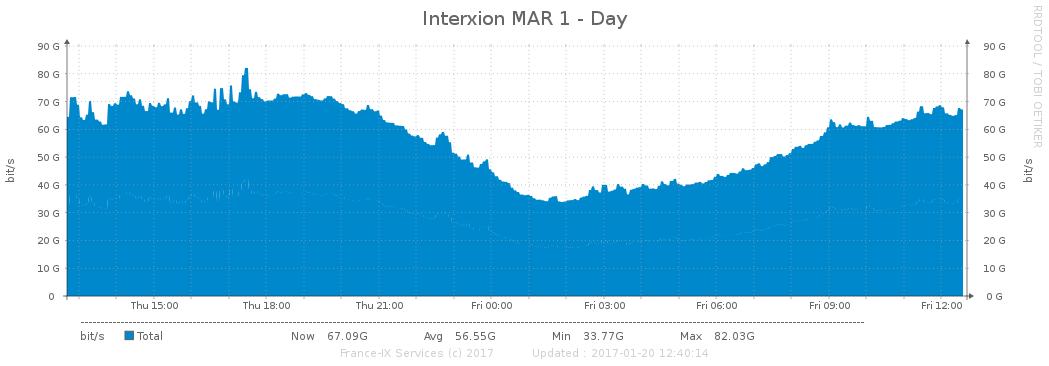 Interxion MAR 1 - Day
RRDTOOL / TOBI OETIKER
bit/s
90 G 90 G
80 G 80 G
70 G 70 G
60 G 60 G
50 G 50 G
40 G 40 G
30 G 30 G
20 G 20 G
10 G 10 G
0 0 G
bit/s
Thu 15:00 Thu 18:00 Thu 21:00 Fri 00:00 Fri 03:00 Fri 06:00 Fri 09:00 Fri 12:00
bit/s Total Now 67.09G Avg 56.55G Min 33.77G Max 82.03G
France-IX Services (c) 2017 Updated : 2017-01-20 12:40:14